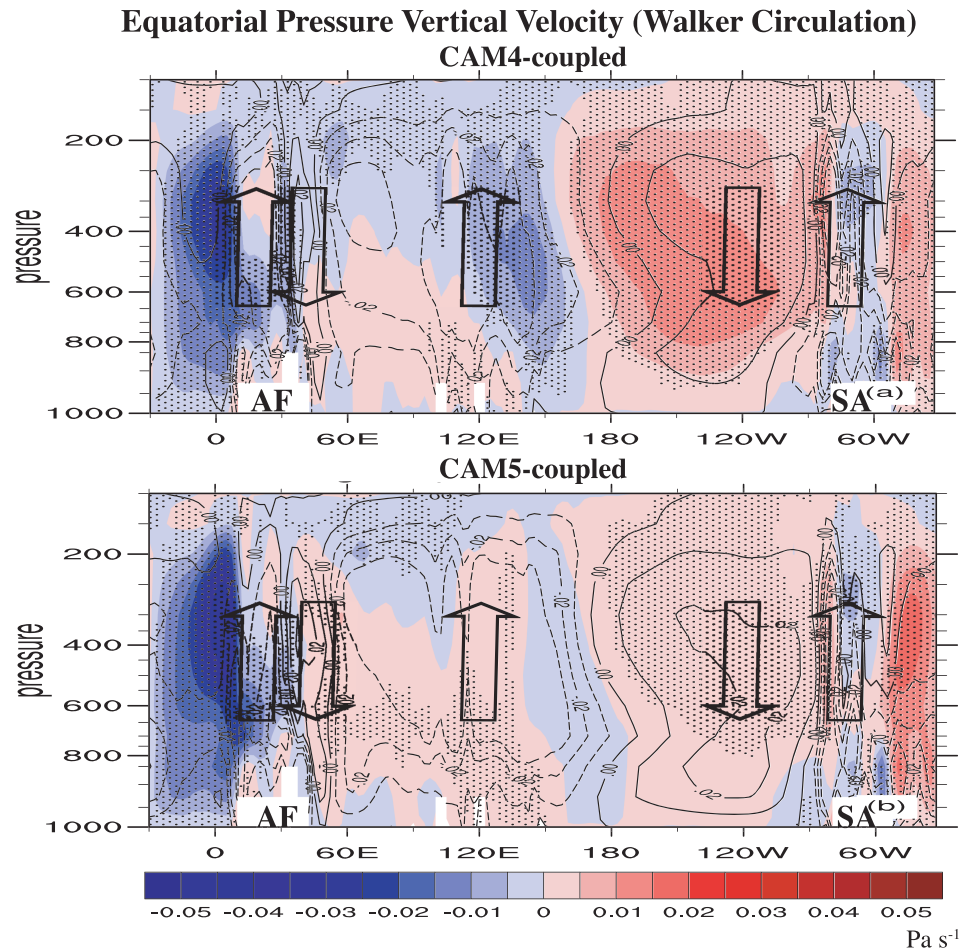 Equatorial Pressure Vertical Velocity (Walker Circulation)
CAM4-coupled
pressure
200
400
600
800
1000
AF
SA(a)
0 60E 120E 180 120W 60W
CAM5-coupled
pressure
200
400
600
800
1000
AF
SA(b)
0 60E 120E 180 120W 60W
-0.05 -0.04 -0.03 -0.02 -0.01 0 0.01 0.02 0.03 0.04 0.05
Pa s-1